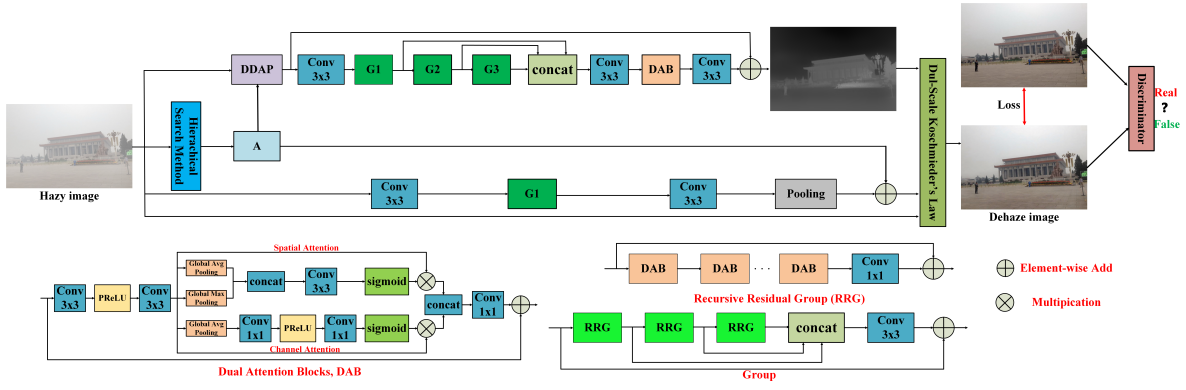 DDAP
Conv
3x3
G1
G2
G3
concat
Conv
3x3
DAB
Conv
3x3
Hierachical
Search Method
A
Hazy image
Conv
3x3
G1
Conv
3x3
Pooling
Dul-Scale Koschmieder's Law
Loss
Dehaze image
Discriminator
Real
?
False
Spatial Attention
Global Avg
Pooling
Global Max
Pooling
concat
Conv
3x3
sigmoid
Conv
3x3
PReLU
Conv
3x3
Global Avg
Pooling
Conv
1x1
PReLU
Conv
1x1
sigmoid
concat
Conv
1x1
Channel Attention
Dual Attention Blocks, DAB
DAB
DAB
· · ·
DAB
Conv
1x1
Recursive Residual Group (RRG)
RRG
RRG
RRG
concat
Conv
3x3
Group
Element-wise Add
Multipication